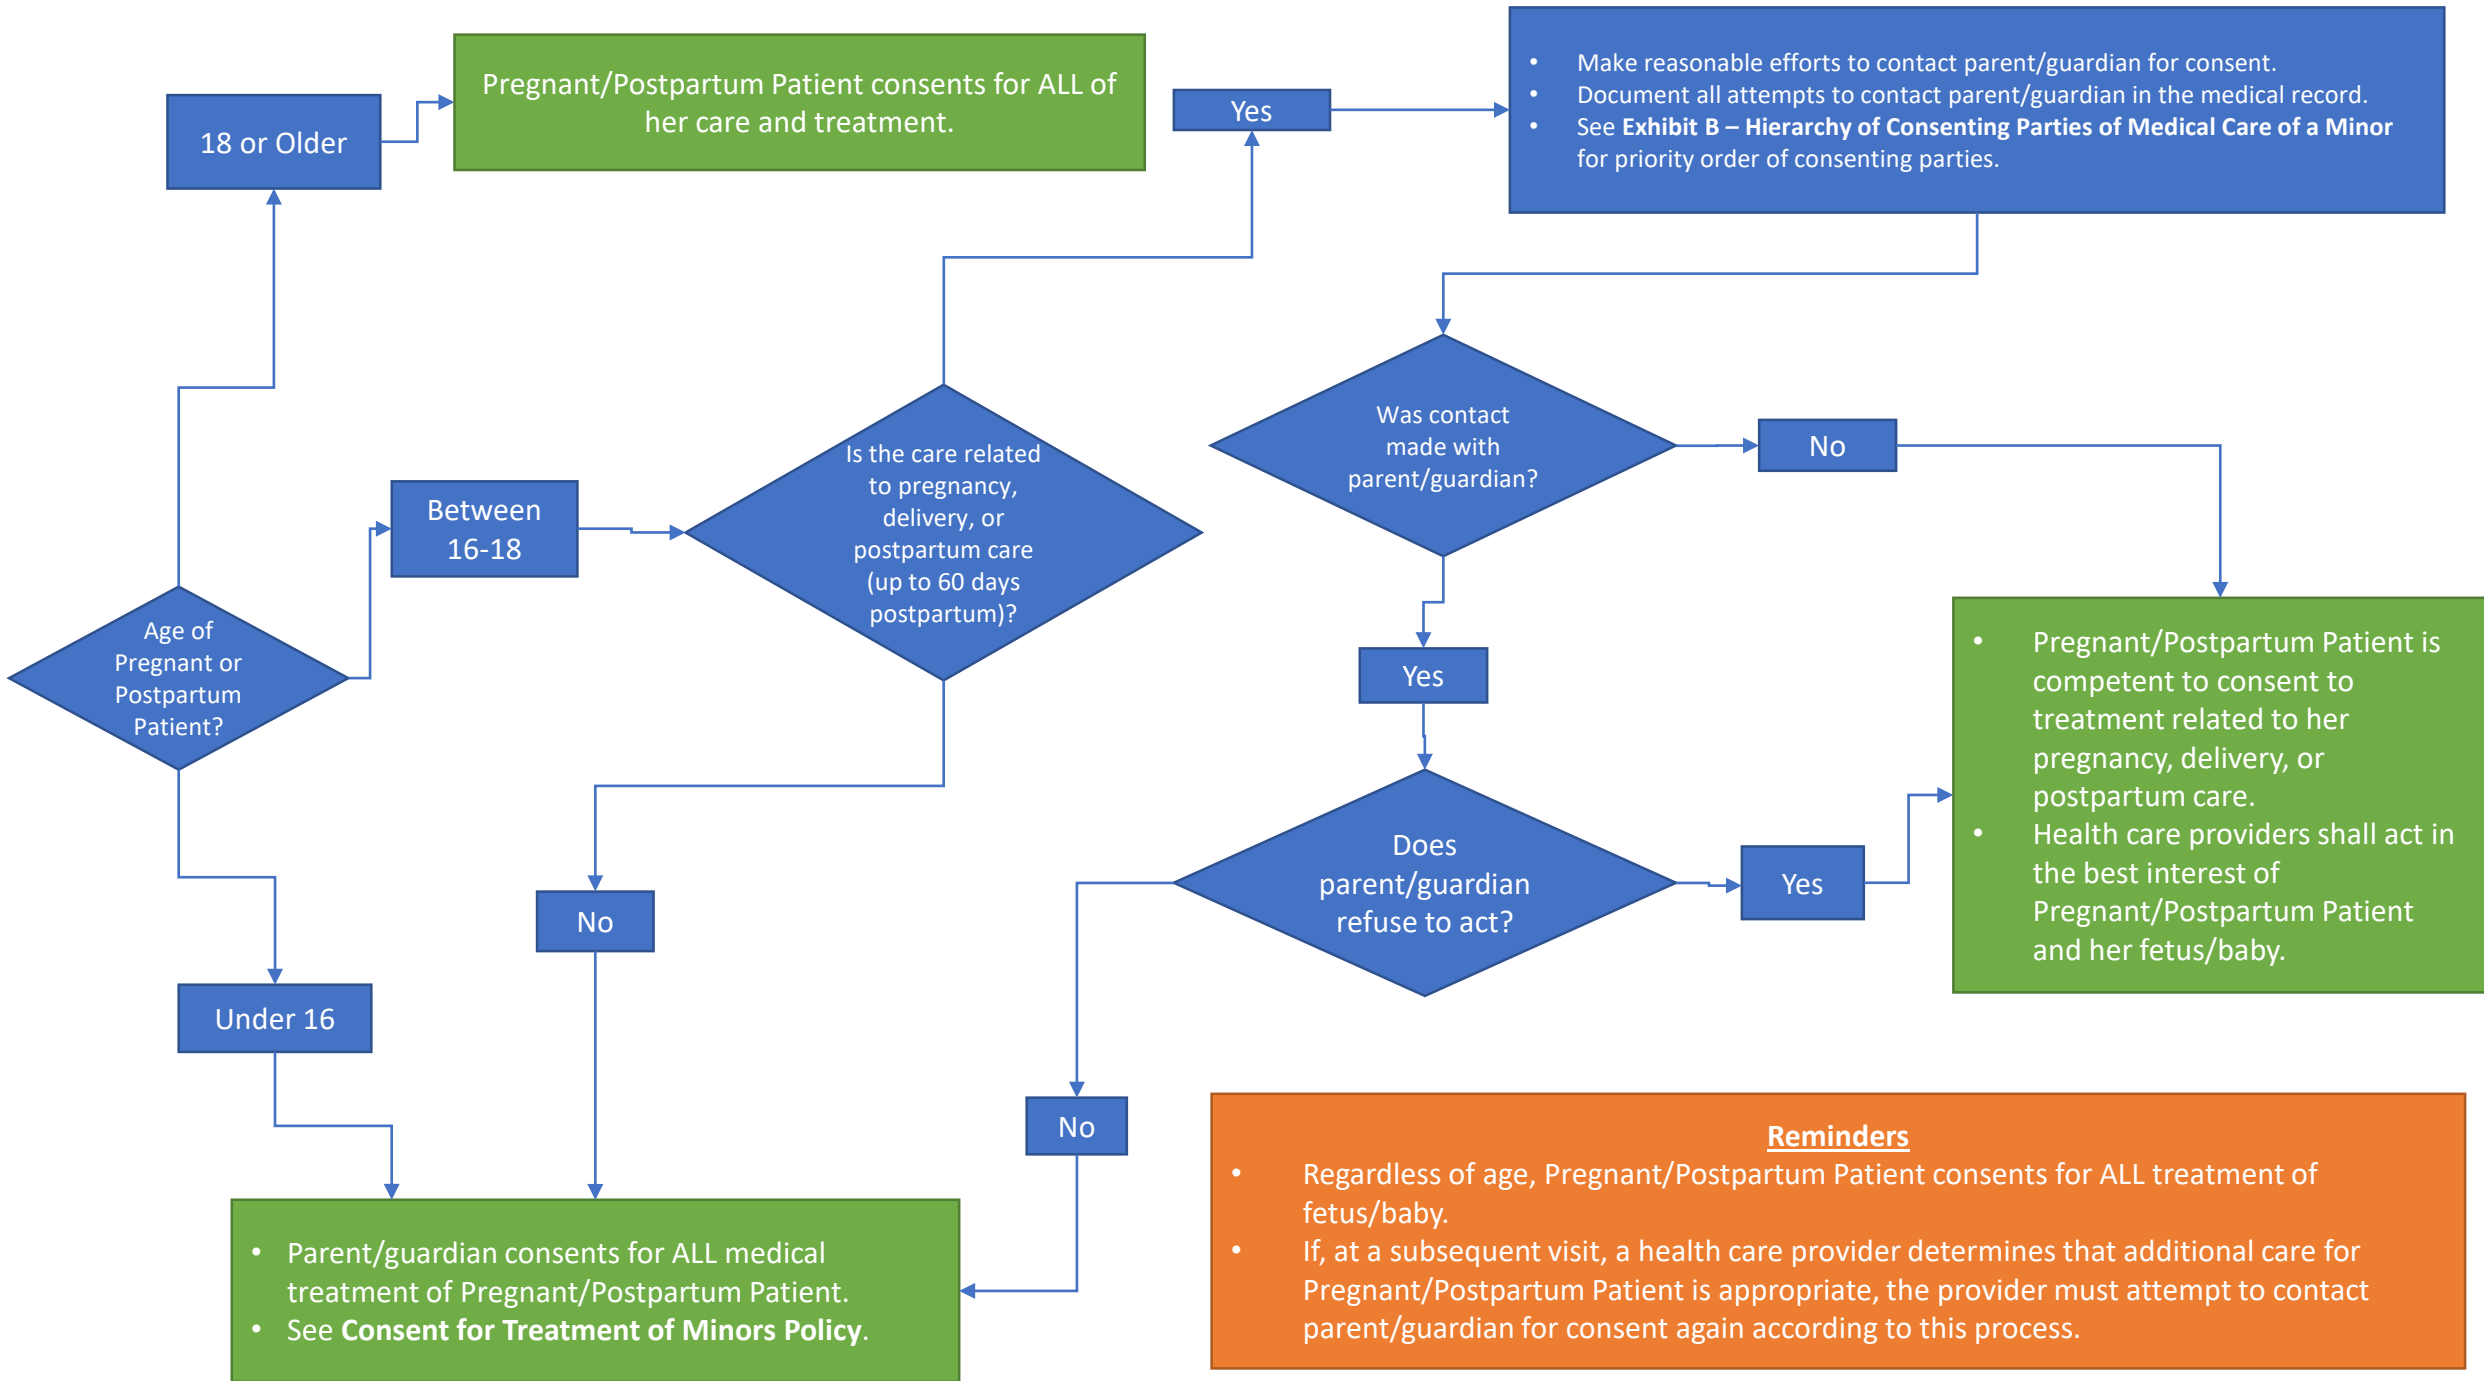 18 or Older
Pregnant/Postpartum Patient consents for ALL of
her care and treatment.
Yes
• Make reasonable efforts to contact parent/guardian for consent.
• Document all attempts to contact parent/guardian in the medical record.
• See Exhibit B – Hierarchy of Consenting Parties of Medical Care of a Minor
for priority order of consenting parties.
Was contact
made with
parent/guardian?
No
Between
16-18
Is the care related
to pregnancy,
delivery, or
postpartum care
(up to 60 days
postpartum)?
Age of
Pregnant or
Postpartum
Patient?
Yes
• Pregnant/Postpartum Patient is
competent to consent to
treatment related to her
pregnancy, delivery, or
postpartum care.
• Health care providers shall act in
the best interest of
Pregnant/Postpartum Patient
and her fetus/baby.
Does
parent/guardian
refuse to act?
Yes
No
Under 16
No
• Parent/guardian consents for ALL medical
treatment of Pregnant/Postpartum Patient.
• See Consent for Treatment of Minors Policy.
Reminders
• Regardless of age, Pregnant/Postpartum Patient consents for ALL treatment of
fetus/baby.
• If, at a subsequent visit, a health care provider determines that additional care for
Pregnant/Postpartum Patient is appropriate, the provider must attempt to contact
parent/guardian for consent again according to this process.